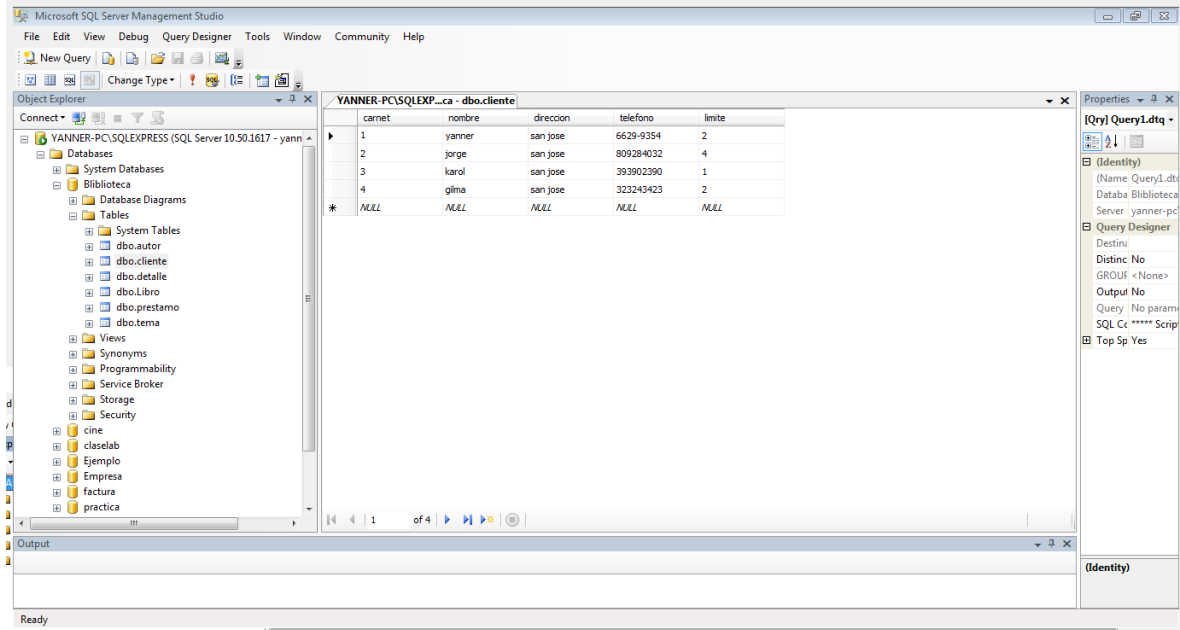 Microsoft SQL Server Management Studio
File Edit View Debug Query Designer Tools Window Community Help
New Query
Change Type
Object Explorer
Connect
YANNER-PC\SQLEXPRESS (SQL Server 10.50.1617 - yann
Databases
System Databases
Bliblioteca
Database Diagrams
Tables
System Tables
dbo.autor
dbo.cliente
dbo.detalle
dbo.Libro
dbo.prestamo
dbo.tema
Views
Synonyms
Programmability
Service Broker
Storage
Security
cine
claselab
Ejemplo
Empresa
factura
practica
YANNER-PC\SQLEXP...ca - dbo.cliente
carnet nombre direccion telefono limite
1 yanner san jose 6629-9354 2
2 jorge san jose 809284032 4
3 karol san jose 393902390 1
4 gilma san jose 323243423 2
NULL NULL NULL NULL NULL
1 of 4
Properties
[Qry] Query1.dtq
(Identity)
(Name Query1.dtq
Databa Bliblioteca
Server yanner-pc\
Query Designer
Destina
Distinc No
GROUP <None>
Output No
Query No param
SQL Cc ***** Scrip
Top Sp Yes
(Identity)
Output
Ready